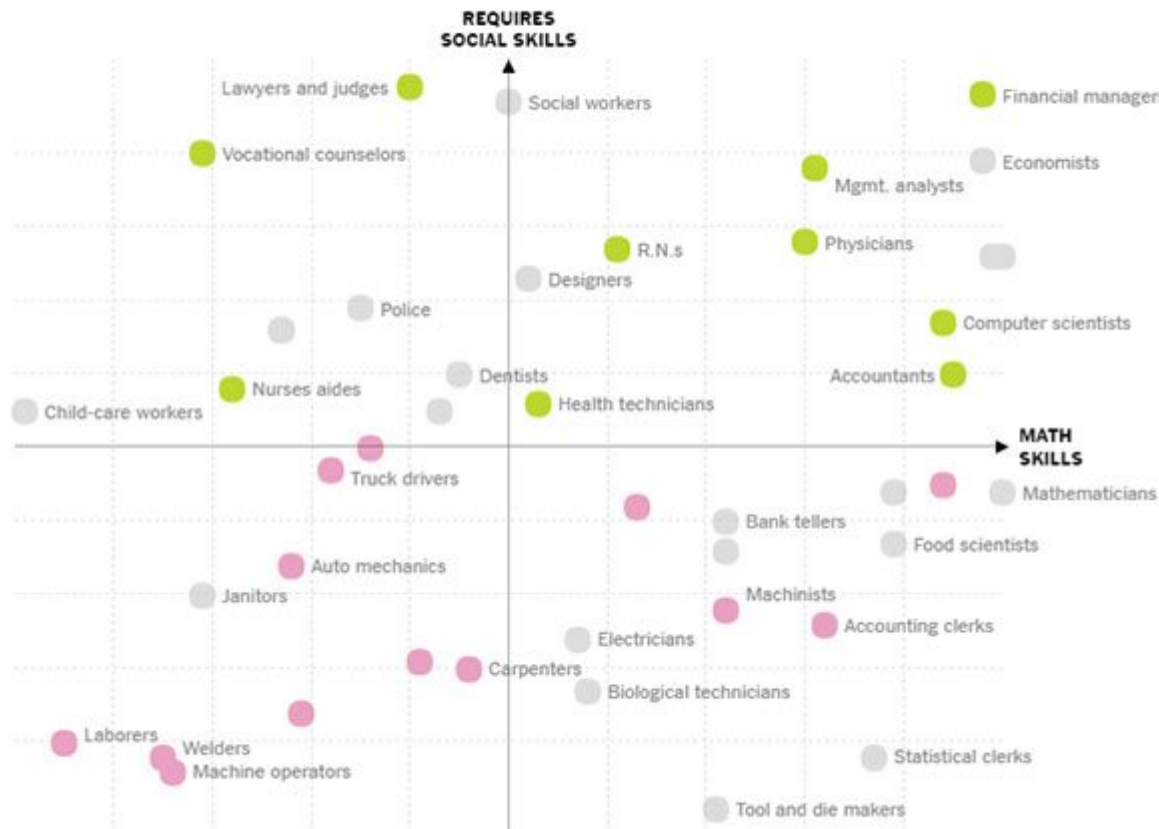 REQUIRES
SOCIAL SKILLS
Lawyers and judges
Social workers
Financial manager
Vocational counselors
Economists
Mgmt. analysts
R.N.s
Physicians
Designers
Police
Computer scientists
Nurses aides
Dentists
Accountants
Child-care workers
Health technicians
MATH
SKILLS
Truck drivers
Mathematicians
Bank tellers
Food scientists
Auto mechanics
Janitors
Machinists
Accounting clerks
Electricians
Carpenters
Biological technicians
Laborers
Welders
Machine operators
Statistical clerks
Tool and die makers